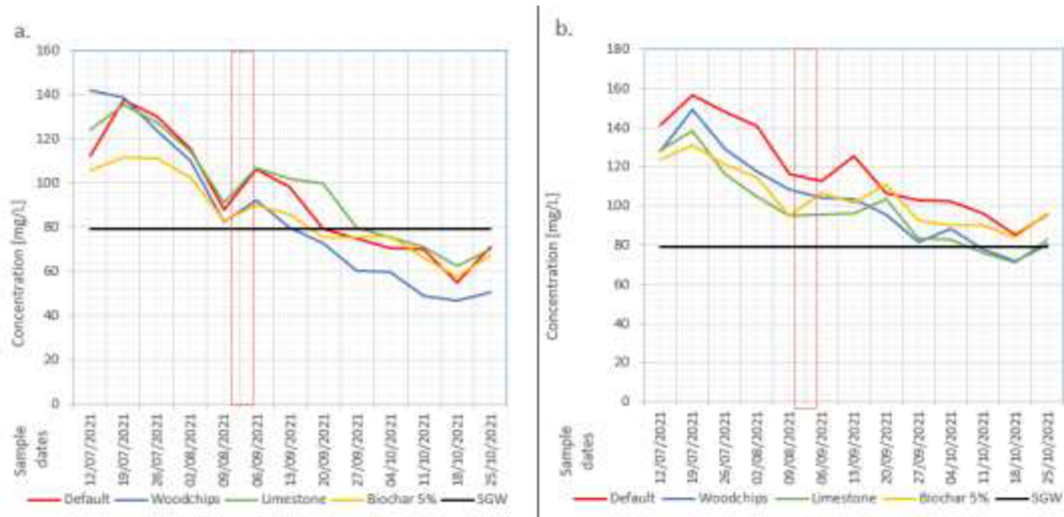 a.
Concentration [mg/L]
160
140
120
100
80
60
40
20
0
12/07/2021
19/07/2021
26/07/2021
02/08/2021
09/08/2021
06/09/2021
13/09/2021
20/09/2021
27/09/2021
04/10/2021
11/10/2021
18/10/2021
25/10/2021
Sample
dates
Default
Woodchips
Limestone
Biochar 5%
SGW
b.
Concentration [mg/L]
180
160
140
120
100
80
60
40
20
0
12/07/2021
19/07/2021
26/07/2021
02/08/2021
09/08/2021
06/09/2021
13/09/2021
20/09/2021
27/09/2021
04/10/2021
11/10/2021
18/10/2021
25/10/2021
Sample
dates
Default
Woodchips
Limestone
Biochar 5%
SGW